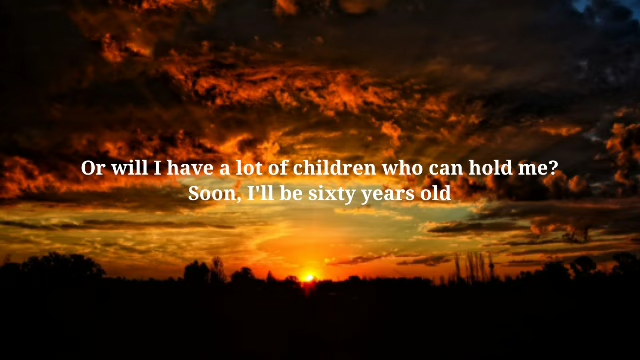 Or will I have a lot of children who can hold me?
Soon, I'll be sixty years old